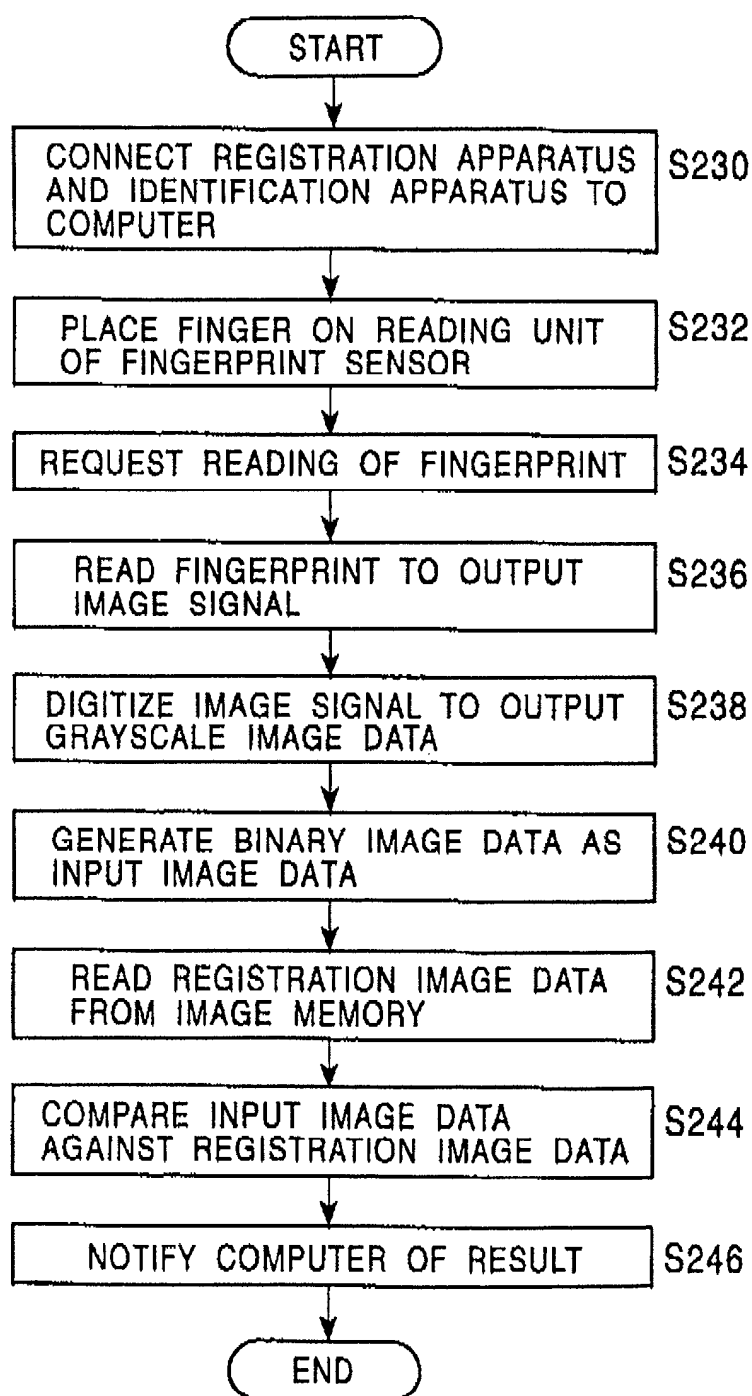 START
CONNECT REGISTRATION APPARATUS
AND IDENTIFICATION APPARATUS TO
COMPUTER
S230
PLACE FINGER ON READING UNIT
OF FINGERPRINT SENSOR
S232
REQUEST READING OF FINGERPRINT
S234
READ FINGERPRINT TO OUTPUT
IMAGE SIGNAL
S236
DIGITIZE IMAGE SIGNAL TO OUTPUT
GRAYSCALE IMAGE DATA
S238
GENERATE BINARY IMAGE DATA AS
INPUT IMAGE DATA
S240
READ REGISTRATION IMAGE DATA
FROM IMAGE MEMORY
S242
COMPARE INPUT IMAGE DATA
AGAINST REGISTRATION IMAGE DATA
S244
NOTIFY COMPUTER OF RESULT
S246
END